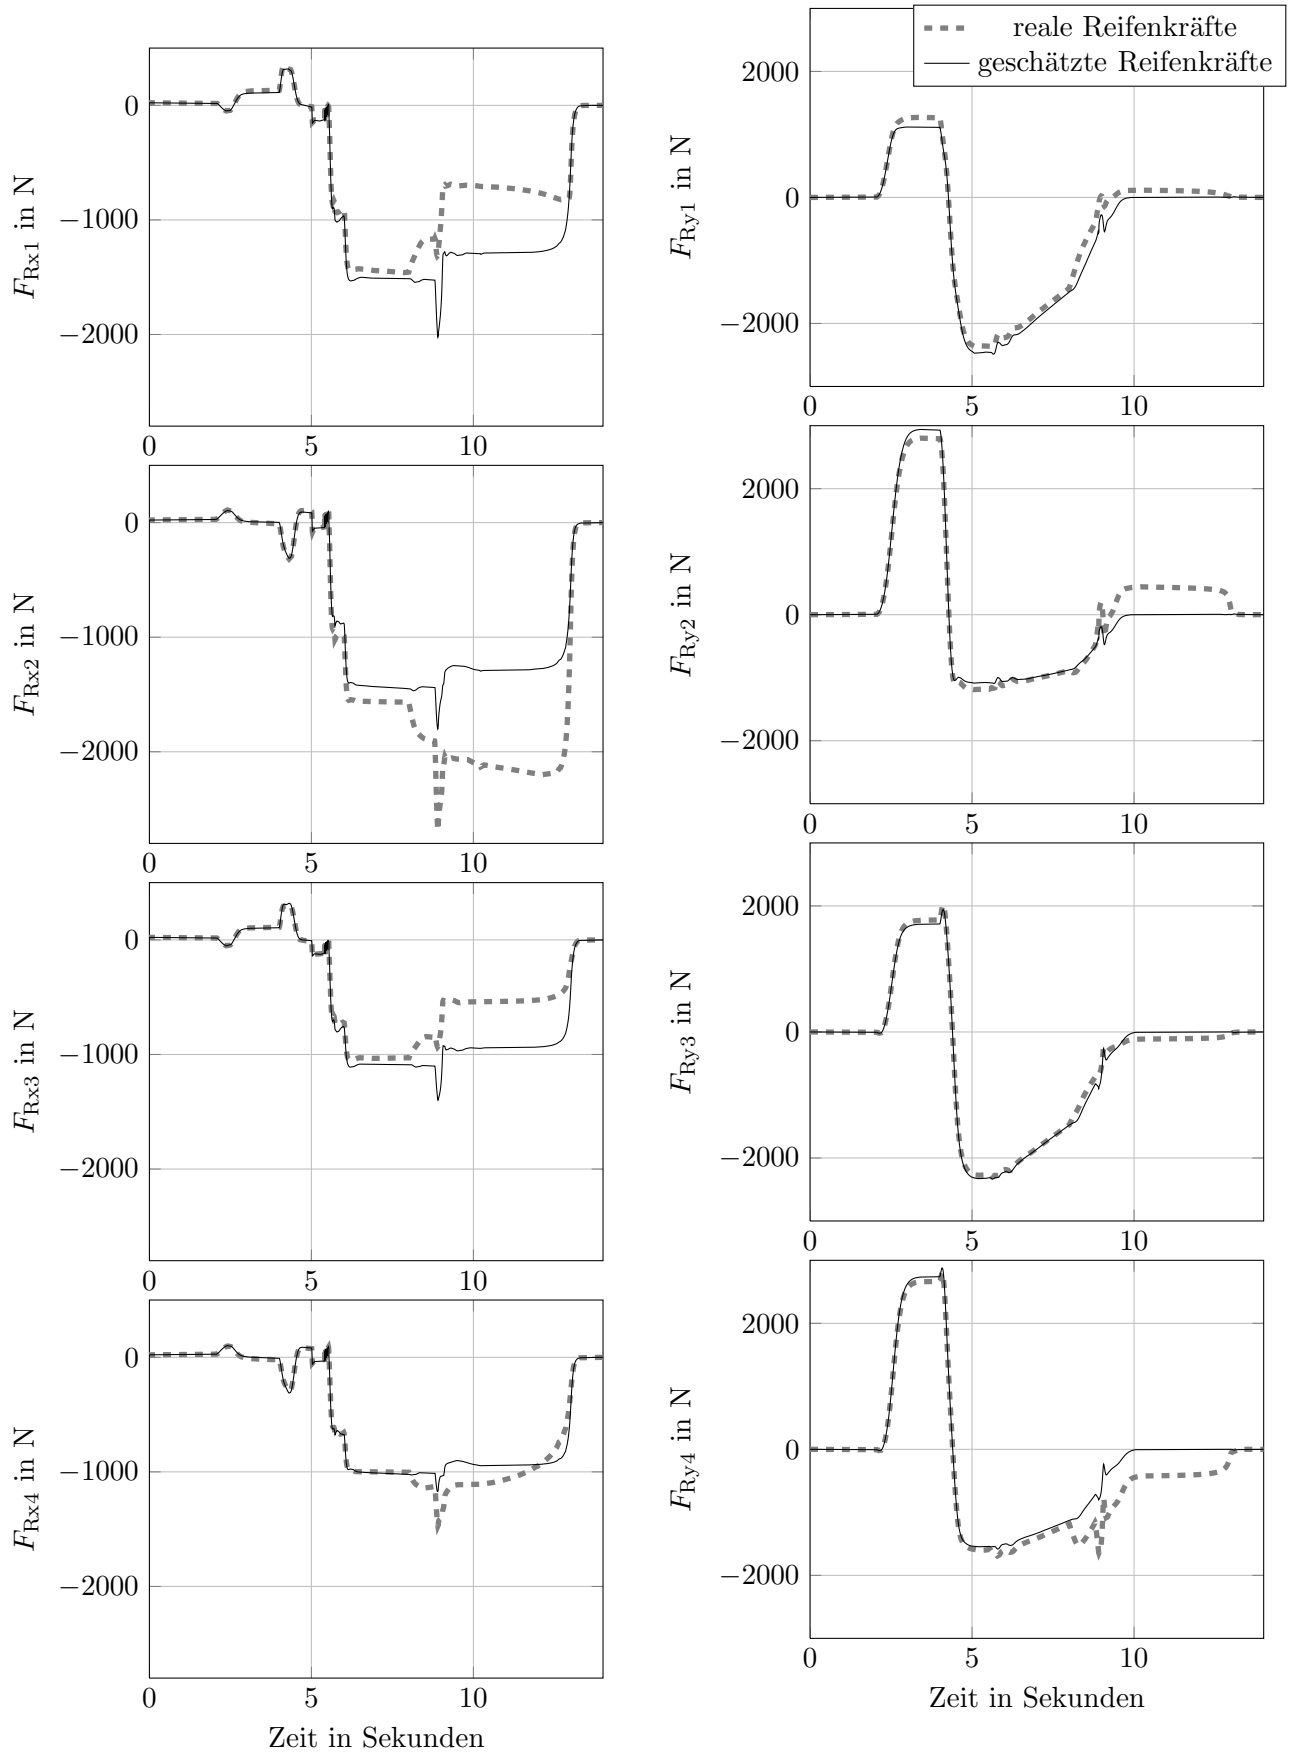 reale Reifenkräfte
geschätzte Reifenkräfte
0
−1000
−2000
F_Rx1 in N
0 5 10
2000
0
−2000
F_Ry1 in N
0 5 10
0
−1000
−2000
F_Rx2 in N
0 5 10
2000
0
−2000
F_Ry2 in N
0 5 10
0
−1000
−2000
F_Rx3 in N
0 5 10
2000
0
−2000
F_Ry3 in N
0 5 10
0
−1000
−2000
F_Rx4 in N
0 5 10
Zeit in Sekunden
2000
0
−2000
F_Ry4 in N
0 5 10
Zeit in Sekunden